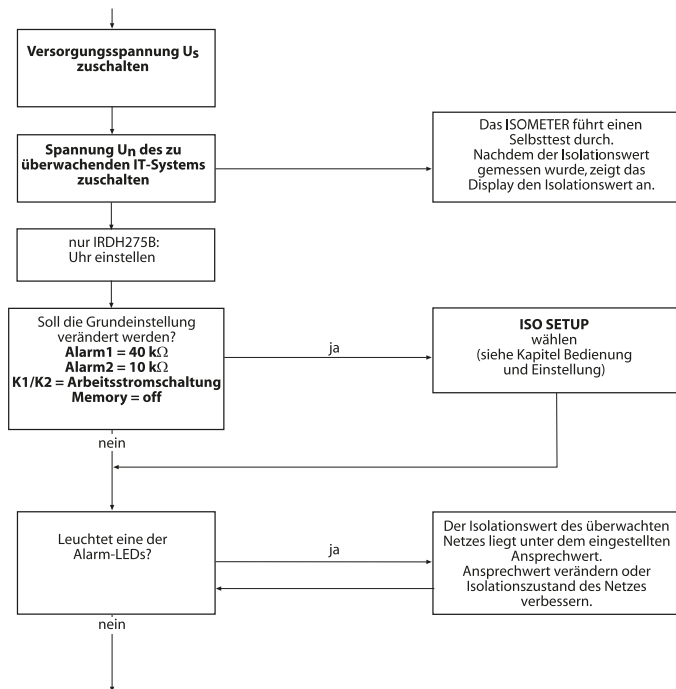 Versorgungsspannung Us
zuschalten
Spannung Un des zu
überwachenden IT-Systems
zuschalten
Das ISOMETER führt einen
Selbsttest durch.
Nachdem der Isolationswert
gemessen wurde, zeigt das
Display den Isolationswert an.
nur IRDH275B:
Uhr einstellen
Soll die Grundeinstellung
verändert werden?
Alarm1 = 40 kΩ
Alarm2 = 10 kΩ
K1/K2 = Arbeitsstromschaltung
Memory = off
ja
ISO SETUP
wählen
(siehe Kapitel Bedienung
und Einstellung)
nein
Leuchtet eine der
Alarm-LEDs?
ja
Der Isolationswert des überwachten
Netzes liegt unter dem eingestellten
Ansprechwert.
Ansprechwert verändern oder
Isolationszustand des Netzes
verbessern.
nein